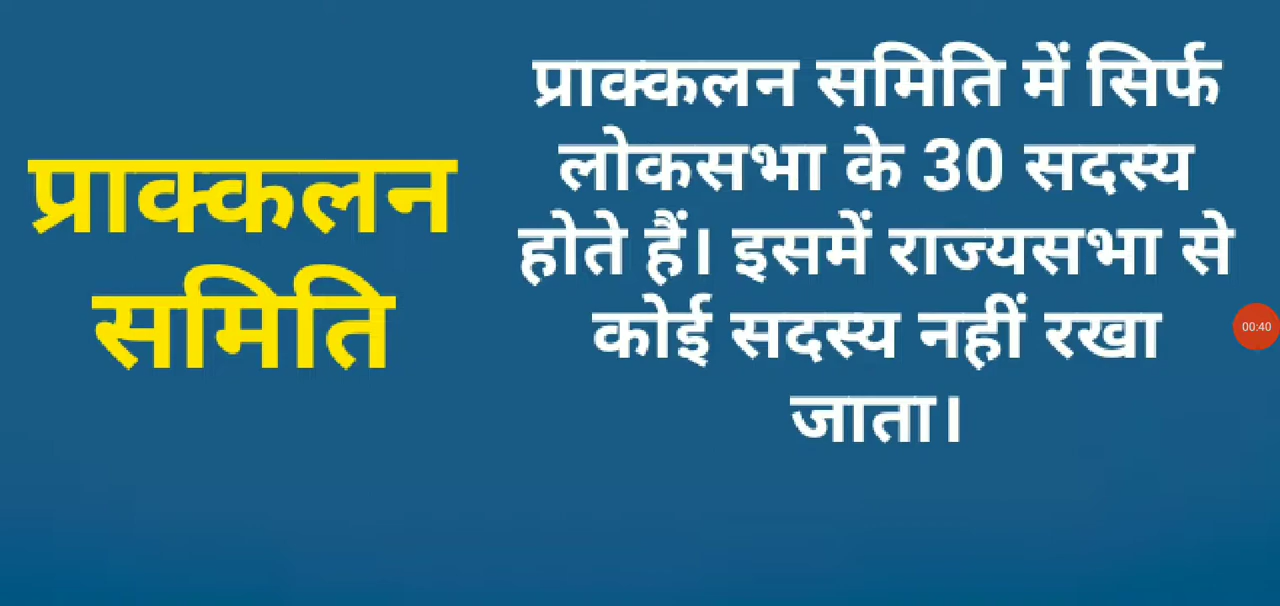 प्राक्कलन
समिति
प्राक्कलन समिति में सिर्फ
लोकसभा के 30 सदस्य
होते हैं। इसमें राज्यसभा से
कोई सदस्य नहीं रखा
जाता।
00:40